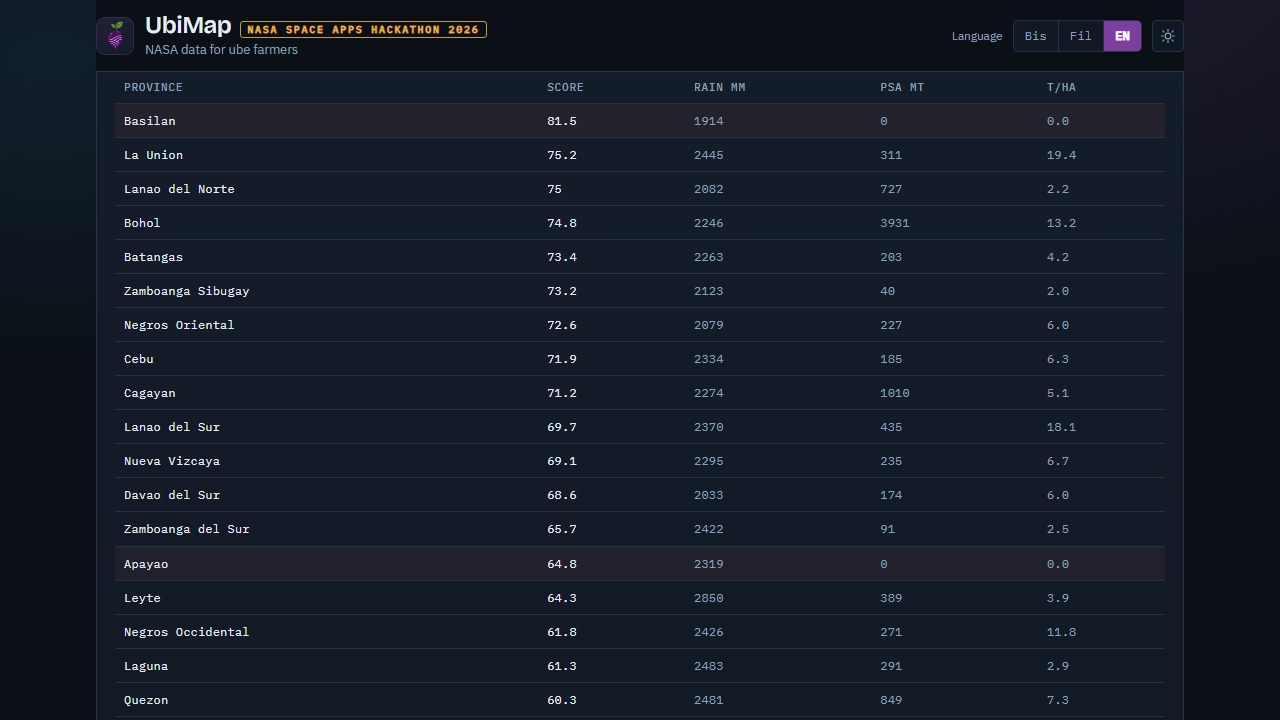 UbiMap NASA SPACE APPS HACKATHON 2026
NASA data for ube farmers
Language Bis Fil EN
PROVINCE SCORE RAIN MM PSA MT T/HA
Basilan 81.5 1914 0 0.0
La Union 75.2 2445 311 19.4
Lanao del Norte 75 2082 727 2.2
Bohol 74.8 2246 3931 13.2
Batangas 73.4 2263 203 4.2
Zamboanga Sibugay 73.2 2123 40 2.0
Negros Oriental 72.6 2079 227 6.0
Cebu 71.9 2334 185 6.3
Cagayan 71.2 2274 1010 5.1
Lanao del Sur 69.7 2370 435 18.1
Nueva Vizcaya 69.1 2295 235 6.7
Davao del Sur 68.6 2033 174 6.0
Zamboanga del Sur 65.7 2422 91 2.5
Apayao 64.8 2319 0 0.0
Leyte 64.3 2850 389 3.9
Negros Occidental 61.8 2426 271 11.8
Laguna 61.3 2483 291 2.9
Quezon 60.3 2481 849 7.3